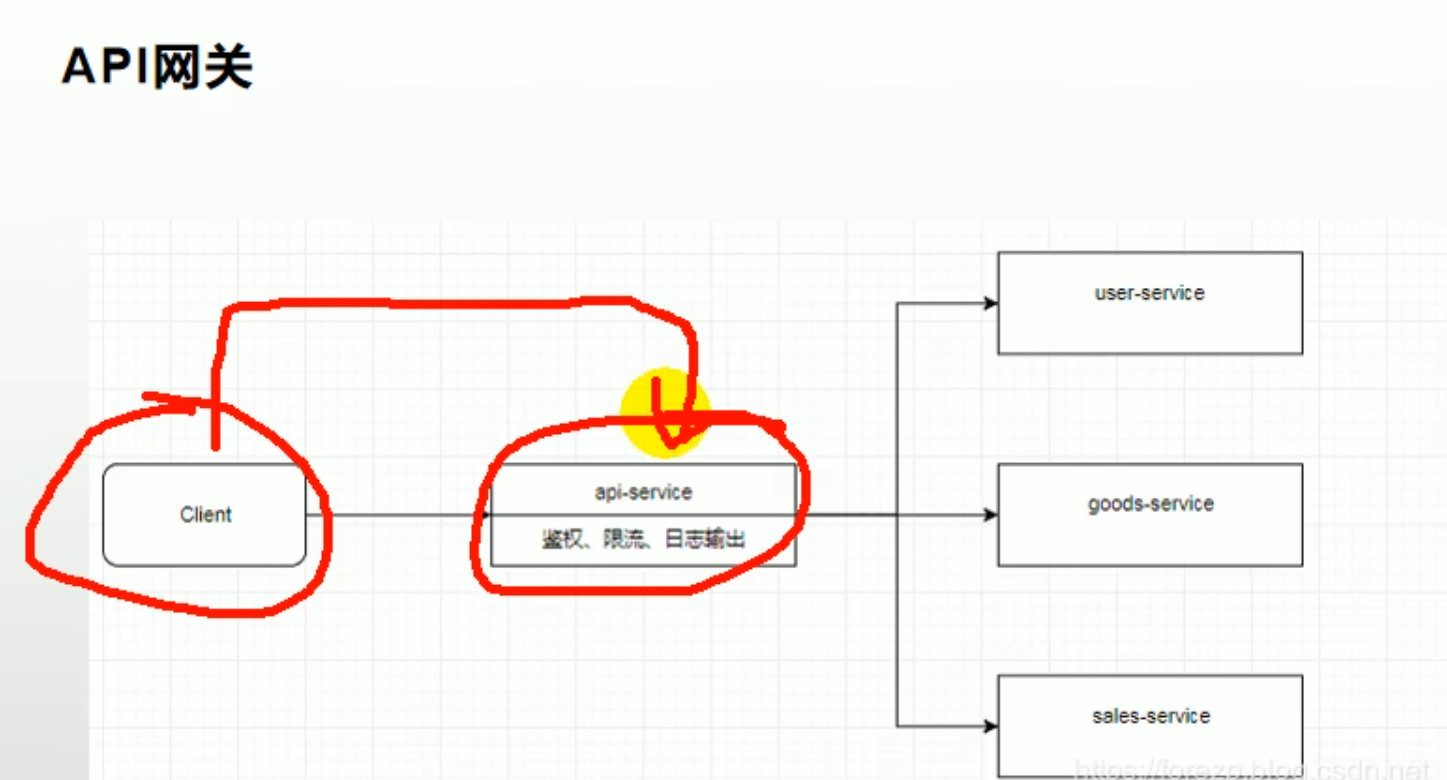 API网关
user-service
Client
api-service
鉴权、限流、日志输出
goods-service
sales-service